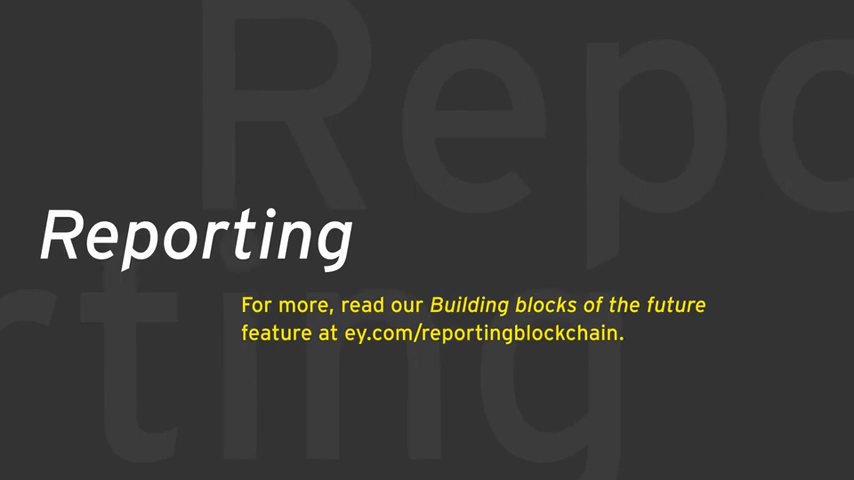 Reporting
For more, read our Building blocks of the future
feature at ey.com/reportingblockchain.